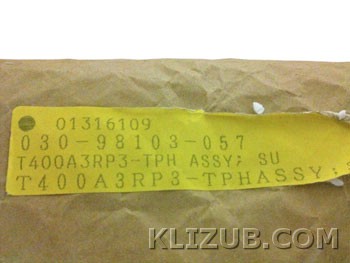 01316109
030-98103-057
T400A3RP3-TPH ASSY; SU
T400A3RP3-TPHASSY;S
KLIZUB.COM